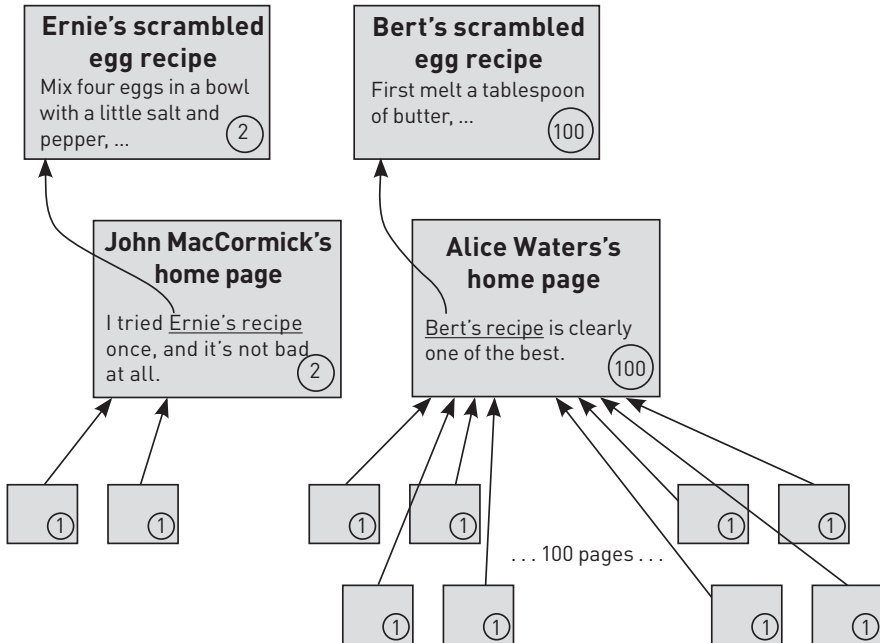 Ernie's scrambled
egg recipe
Mix four eggs in a bowl
with a little salt and
pepper, ...
2
Bert's scrambled
egg recipe
First melt a tablespoon
of butter, ...
100
John MacCormick's
home page
I tried Ernie's recipe
once, and it's not bad
at all.
2
Alice Waters's
home page
Bert's recipe is clearly
one of the best.
100
1
1
1
1
1
1
... 100 pages ...
1
1
1
1